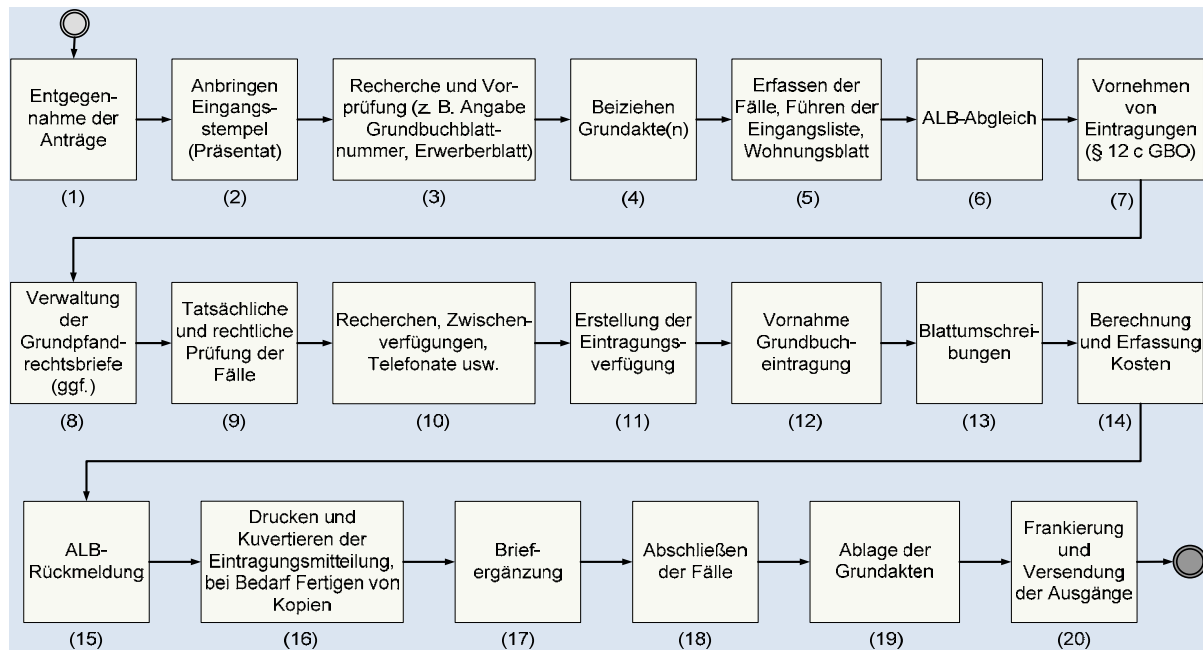 Entgegen-
nahme der
Anträge
(1)
Anbringen
Eingangs-
stempel
(Präsentat)
(2)
Recherche und Vor-
prüfung (z. B. Angabe
Grundbuchblatt-
nummer, Erwerberblatt)
(3)
Beiziehen
Grundakte(n)
(4)
Erfassen der
Fälle, Führen der
Eingangsliste,
Wohnungsblatt
(5)
ALB-Abgleich
(6)
Vornehmen
von
Eintragungen
(§ 12 c GBO)
(7)
Verwaltung
der
Grundpfand-
rechtsbriefe
(ggf.)
(8)
Tatsächliche
und rechtliche
Prüfung der
Fälle
(9)
Recherchen, Zwischen-
verfügungen,
Telefonate usw.
(10)
Erstellung der
Eintragungs-
verfügung
(11)
Vornahme
Grundbuch-
eintragung
(12)
Blattumschrei-
bungen
(13)
Berechnung
und Erfassung
Kosten
(14)
ALB-
Rückmeldung
(15)
Drucken und
Kuvertieren der
Eintragungsmitteilung,
bei Bedarf Fertigen von
Kopien
(16)
Brief-
ergänzung
(17)
Abschließen
der Fälle
(18)
Ablage der
Grundakten
(19)
Frankierung
und
Versendung
der Ausgänge
(20)